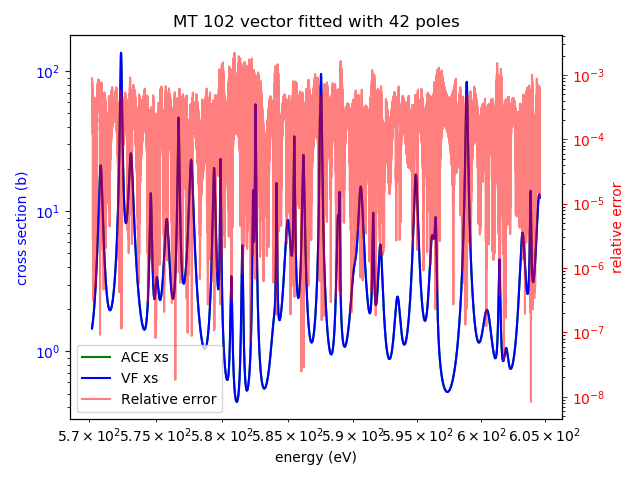 MT 102 vector fitted with 42 poles
cross section (b)
10²
10¹
10⁰
relative error
10⁻³
10⁻⁴
10⁻⁵
10⁻⁶
10⁻⁷
10⁻⁸
ACE xs
VF xs
Relative error
5.7 × 10² 5.75 × 10² 5.8 × 10² 5.85 × 10² 5.9 × 10² 5.95 × 10² 6 × 10² 6.05 × 10²
energy (eV)